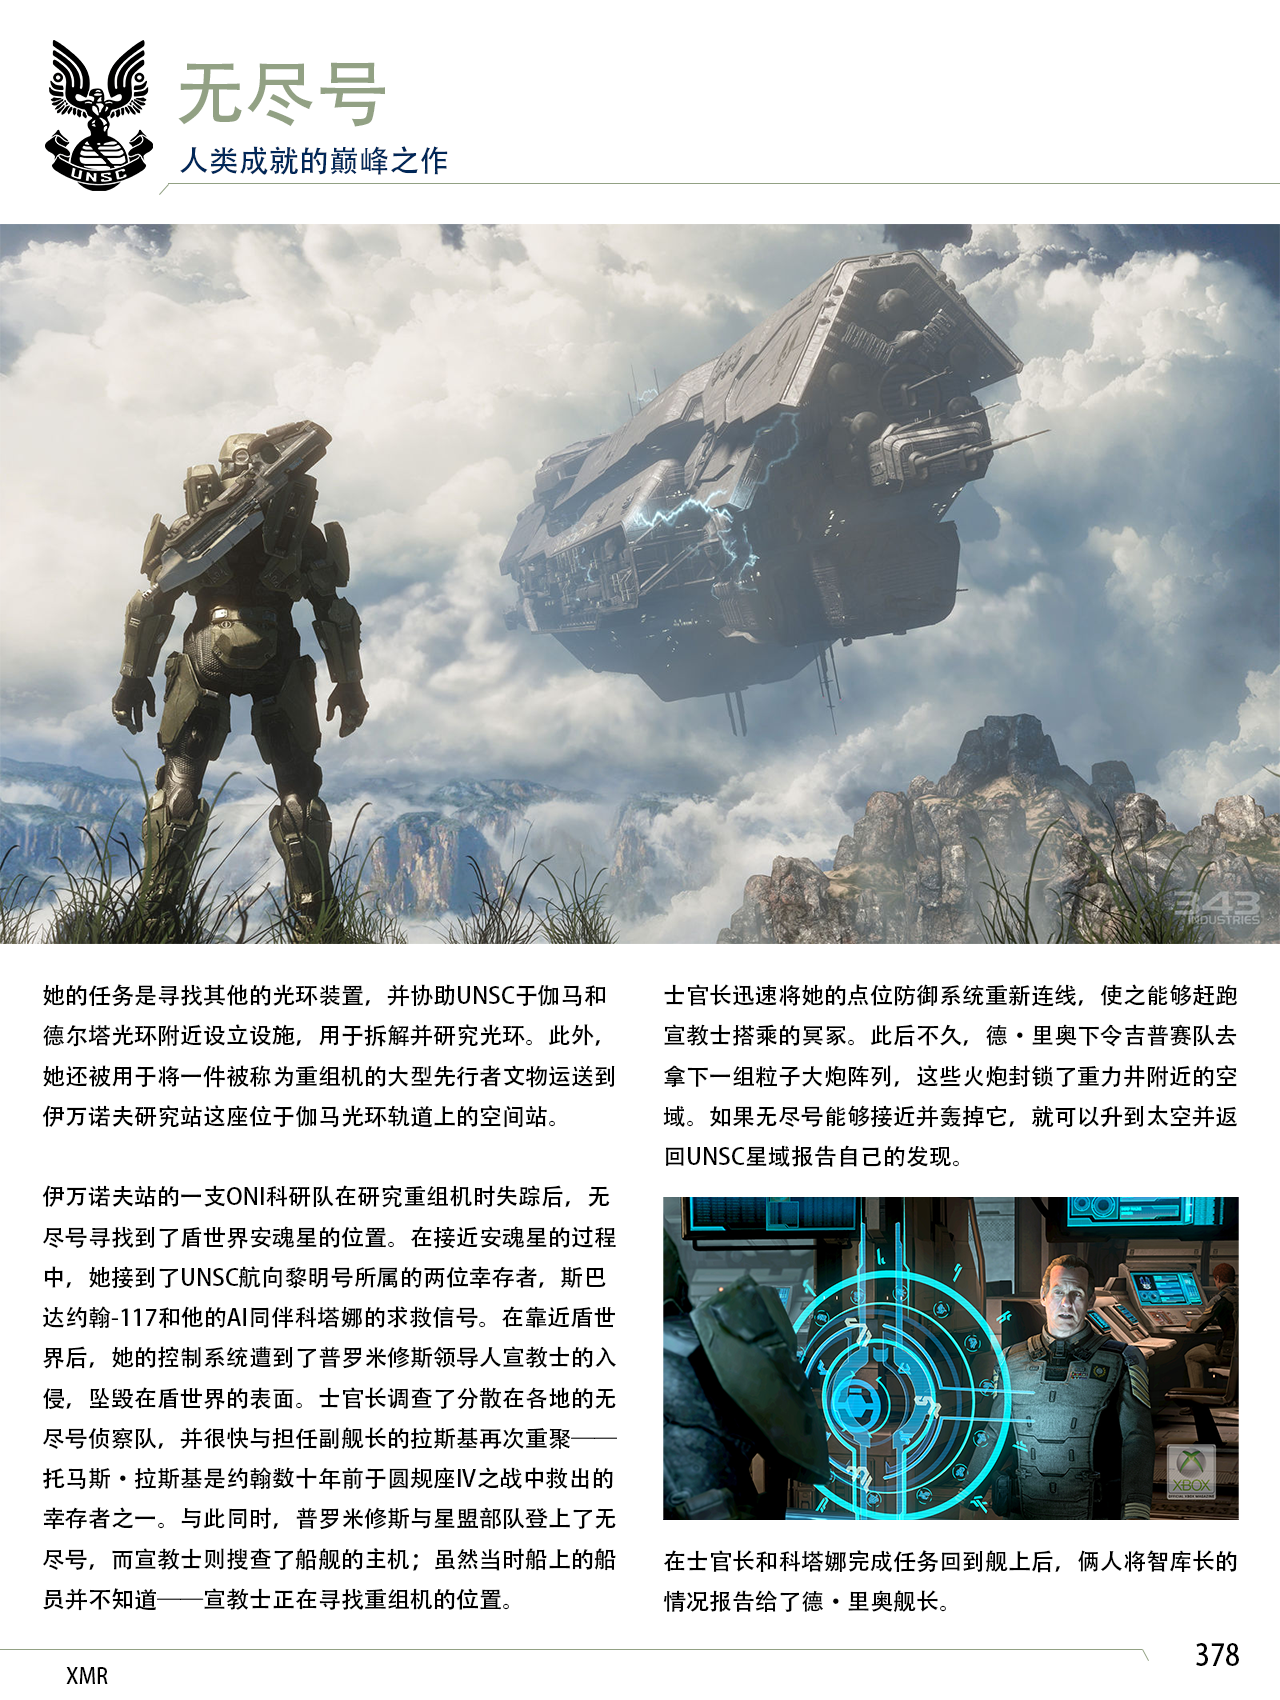 UNSC
无尽号
人类成就的巅峰之作
343
INDUSTRIES
她的任务是寻找其他的光环装置，并协助UNSC于伽马和
德尔塔光环附近设立设施，用于拆解并研究光环。此外，
她还被用于将一件被称为重组机的大型先行者文物运送到
伊万诺夫研究站这座位于伽马光环轨道上的空间站。
伊万诺夫站的一支ONI科研队在研究重组机时失踪后，无
尽号寻找到了盾世界安魂星的位置。在接近安魂星的过程
中，她接到了UNSC航向黎明号所属的两位幸存者，斯巴
达约翰-117和他的AI同伴科塔娜的求救信号。在靠近盾世
界后，她的控制系统遭到了普罗米修斯领导人宣教士的入
侵，坠毁在盾世界的表面。士官长调查了分散在各地的无
尽号侦察队，并很快与担任副舰长的拉斯基再次重聚——
托马斯·拉斯基是约翰数十年前于圆规座IV之战中救出的
幸存者之一。与此同时，普罗米修斯与星盟部队登上了无
尽号，而宣教士则搜查了船舰的主机；虽然当时船上的船
员并不知道——宣教士正在寻找重组机的位置。
士官长迅速将她的点位防御系统重新连线，使之能够赶跑
宣教士搭乘的冥冢。此后不久，德·里奥下令吉普赛队去
拿下一组粒子大炮阵列，这些火炮封锁了重力井附近的空
域。如果无尽号能够接近并轰掉它，就可以升到太空并返
回UNSC星域报告自己的发现。
XBOX
OFFICIAL XBOX MAGAZINE
在士官长和科塔娜完成任务回到舰上后，俩人将智库长的
情况报告给了德·里奥舰长。
378
XMR